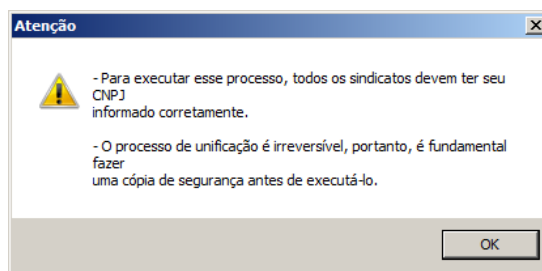 Atenção
- Para executar esse processo, todos os sindicatos devem ter seu
CNPJ
informado corretamente.
- O processo de unificação é irreversível, portanto, é fundamental
fazer
uma cópia de segurança antes de executá-lo.
OK